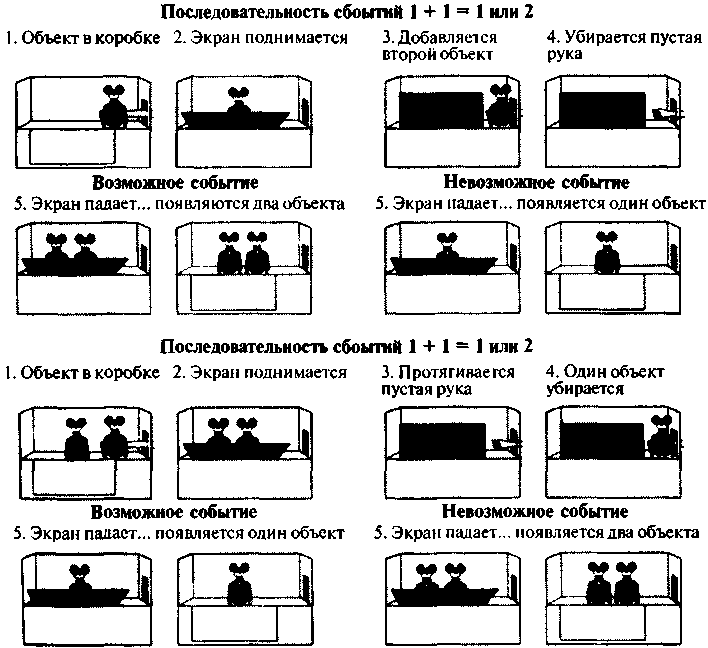 Последовательность сбоытий 1 + 1 = 1 или 2
1. Объект в коробке
2. Экран поднимается
3. Добавляется
второй объект
4. Убирается пустая
рука
Возможное событие
5. Экран падает... появляются два объекта
Невозможное событие
5. Экран падает... появляется один объект
Последовательность сбоытий 1 + 1 = 1 или 2
1. Объект в коробке
2. Экран поднимается
3. Протягивается
пустая рука
4. Один объект
убирается
Возможное событие
5. Экран падает... появляется один объект
Невозможное событие
5. Экран падает... появляется два объекта